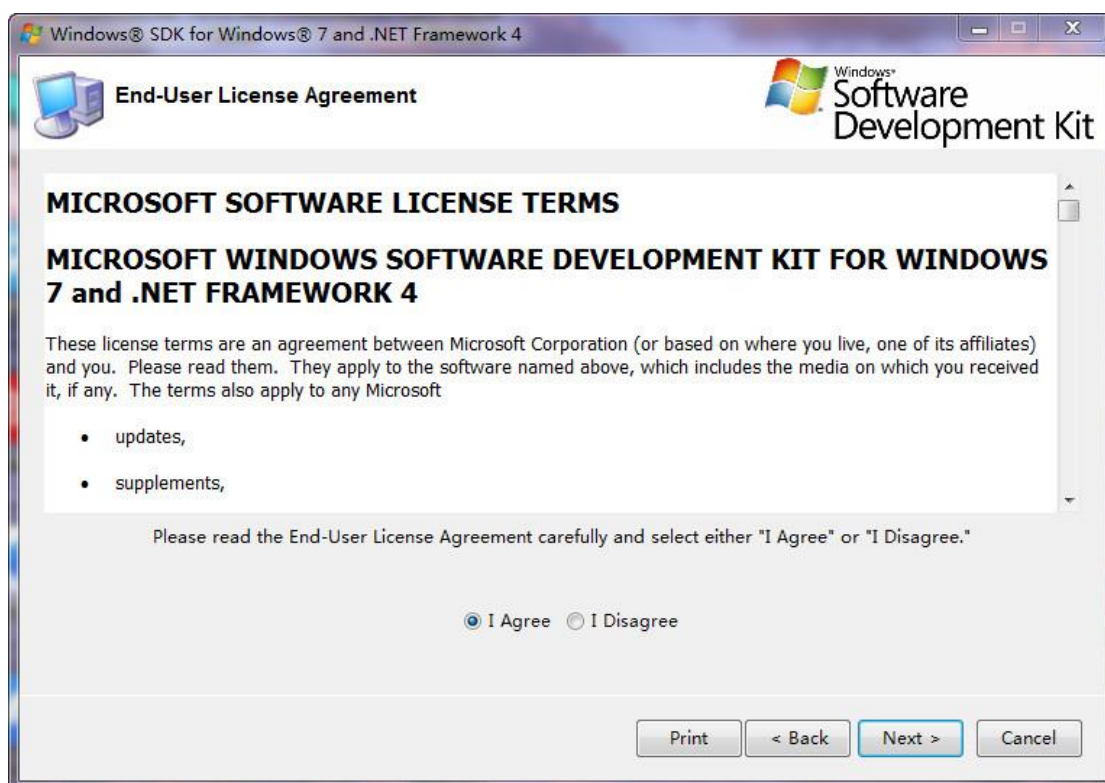 Windows® SDK for Windows® 7 and .NET Framework 4
End-User License Agreement
Windows®
Software
Development Kit
MICROSOFT SOFTWARE LICENSE TERMS
MICROSOFT WINDOWS SOFTWARE DEVELOPMENT KIT FOR WINDOWS
7 and .NET FRAMEWORK 4
These license terms are an agreement between Microsoft Corporation (or based on where you live, one of its affiliates)
and you.  Please read them.  They apply to the software named above, which includes the media on which you received
it, if any.  The terms also apply to any Microsoft
• updates,
• supplements,
Please read the End-User License Agreement carefully and select either "I Agree" or "I Disagree."
I Agree I Disagree
Print < Back Next > Cancel